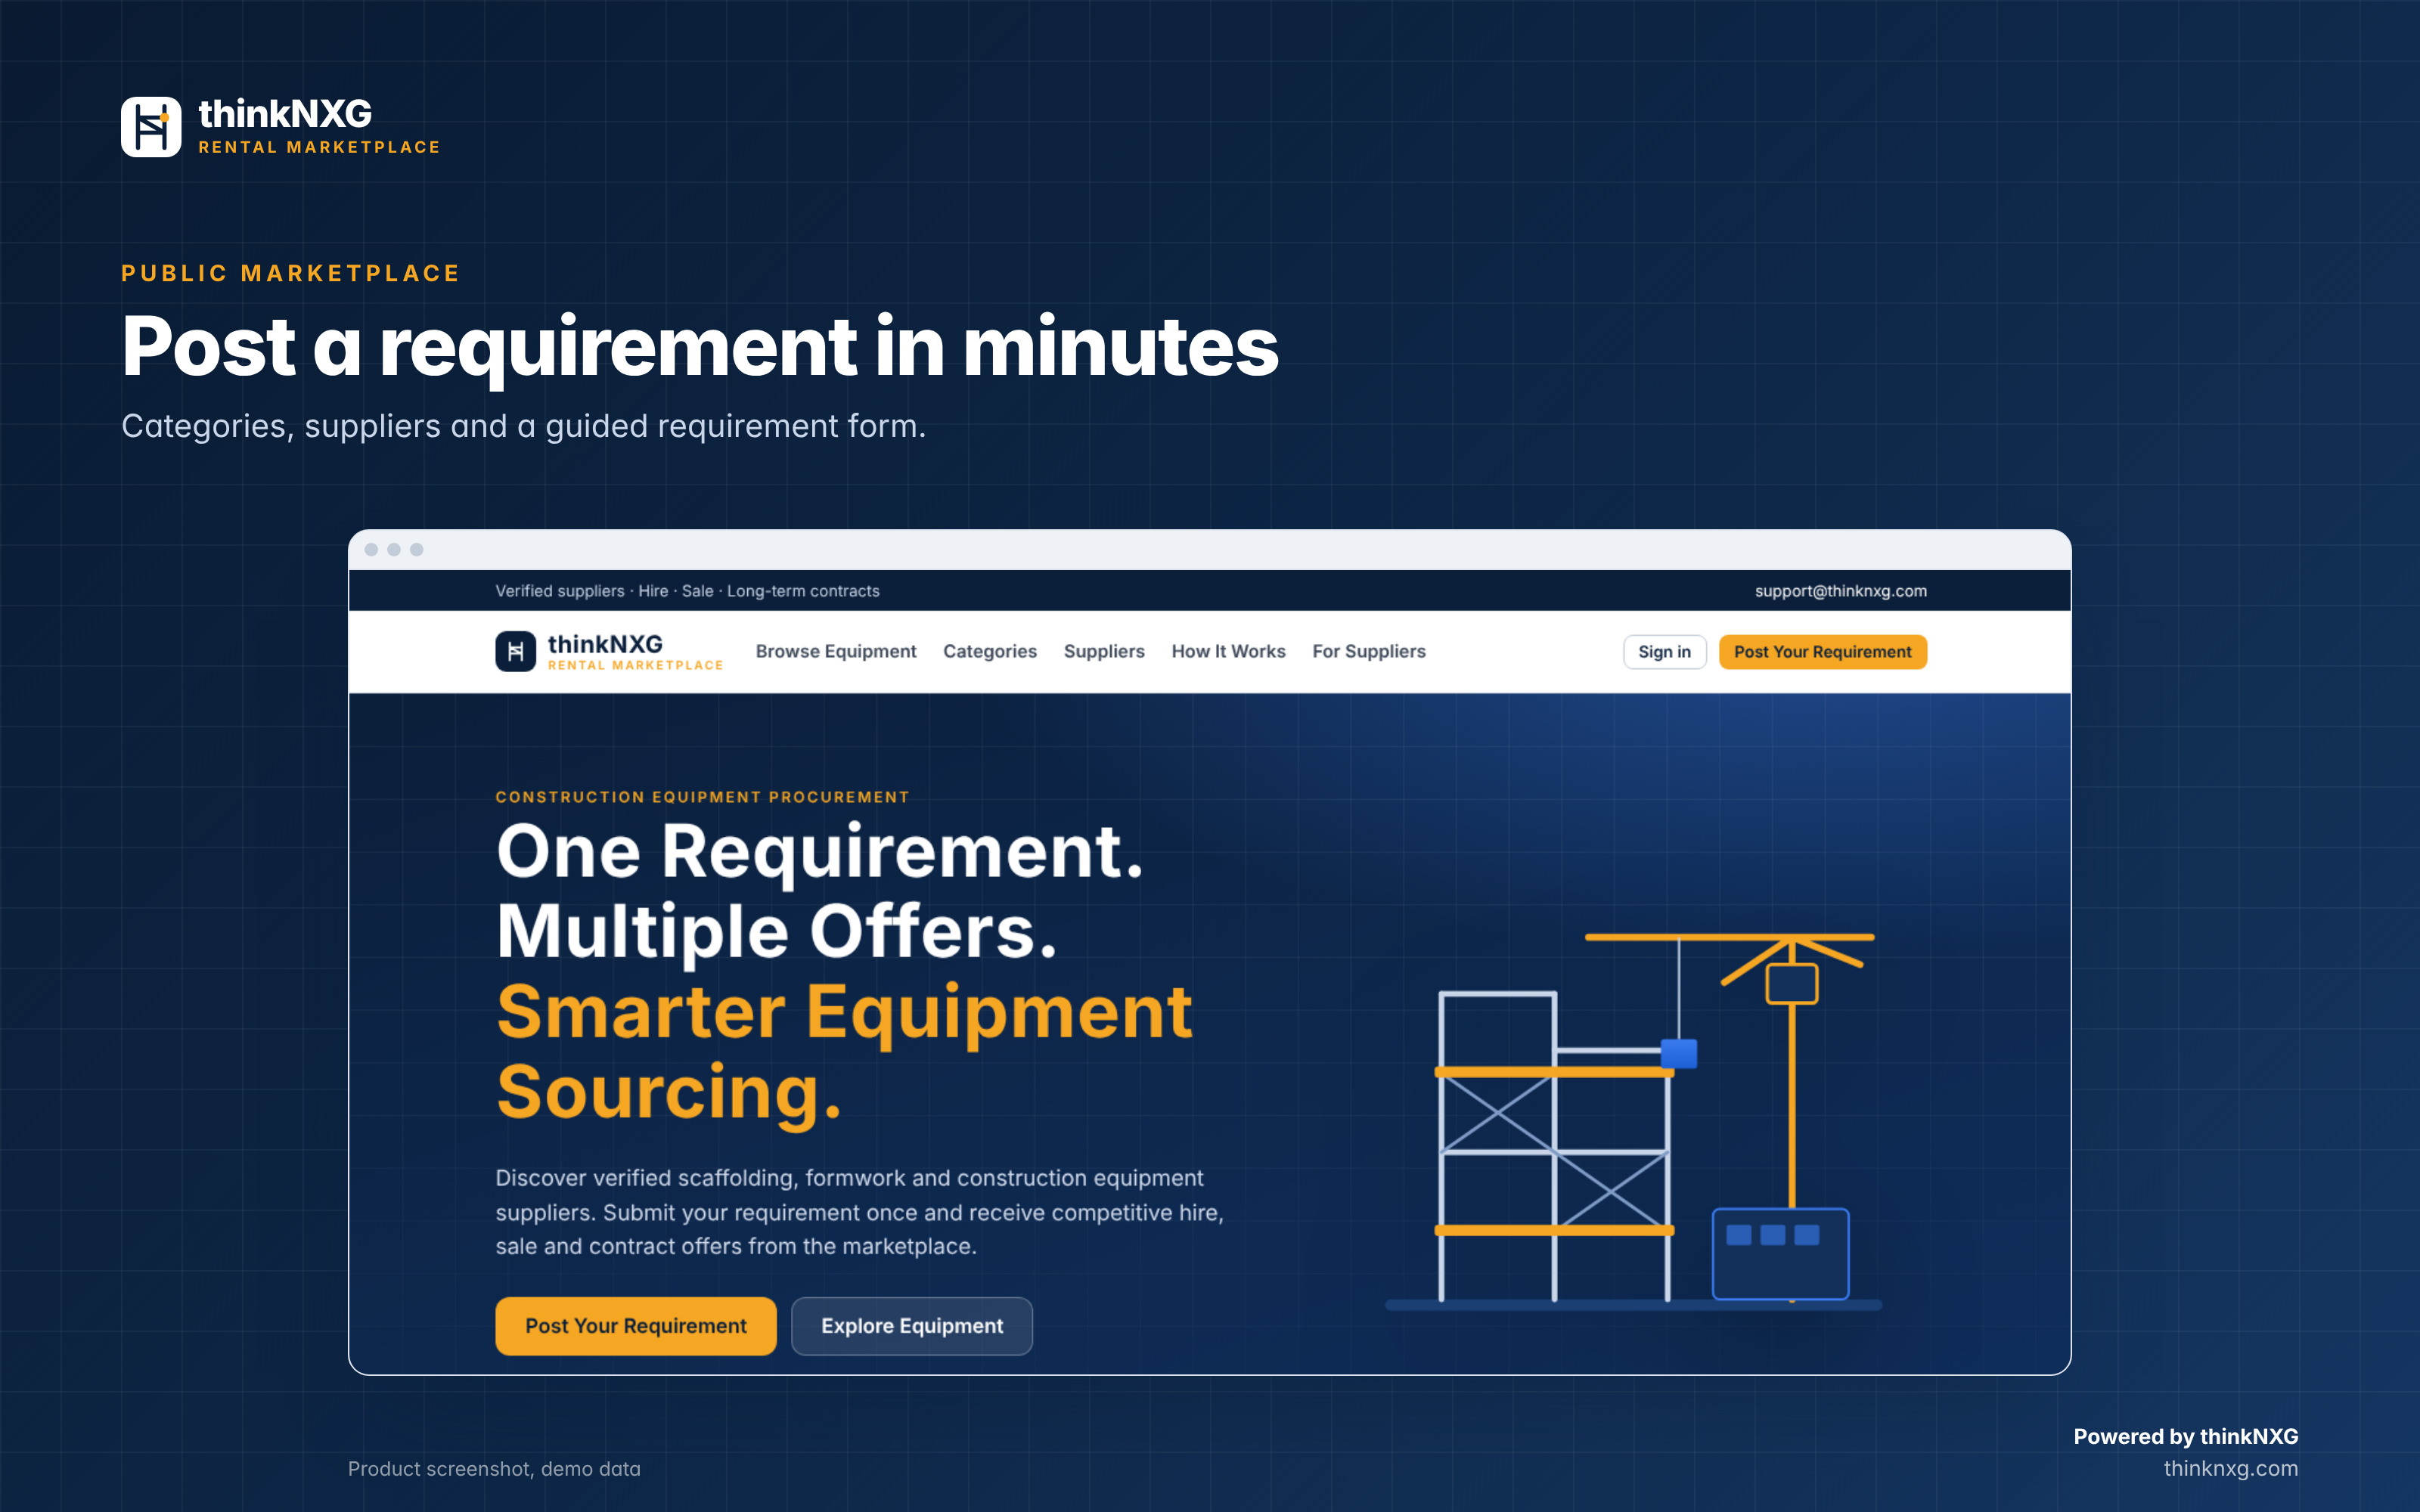 thinkNXG
RENTAL MARKETPLACE
PUBLIC MARKETPLACE
Post a requirement in minutes
Categories, suppliers and a guided requirement form.
Verified suppliers · Hire · Sale · Long-term contracts
support@thinknxg.com
thinkNXG
RENTAL MARKETPLACE
Browse Equipment
Categories
Suppliers
How It Works
For Suppliers
Sign in
Post Your Requirement
CONSTRUCTION EQUIPMENT PROCUREMENT
One Requirement.
Multiple Offers.
Smarter Equipment
Sourcing.
Discover verified scaffolding, formwork and construction equipment
suppliers. Submit your requirement once and receive competitive hire,
sale and contract offers from the marketplace.
Post Your Requirement
Explore Equipment
Product screenshot, demo data
Powered by thinkNXG
thinknxg.com